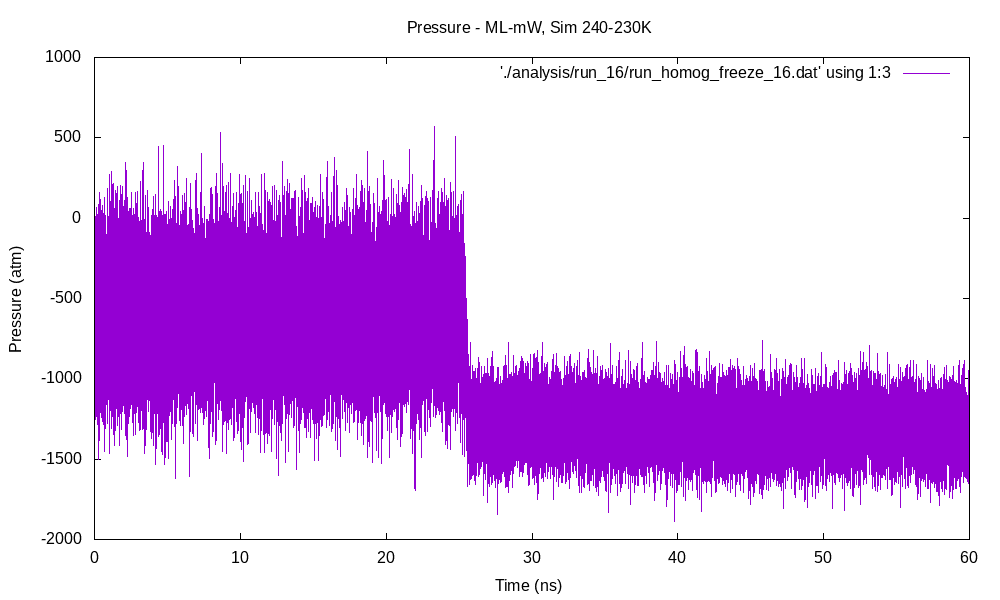 Pressure - ML-mW, Sim 240-230K
'./analysis/run_16/run_homog_freeze_16.dat' using 1:3
1000
500
0
-500
-1000
-1500
-2000
Pressure (atm)
0 10 20 30 40 50 60
Time (ns)